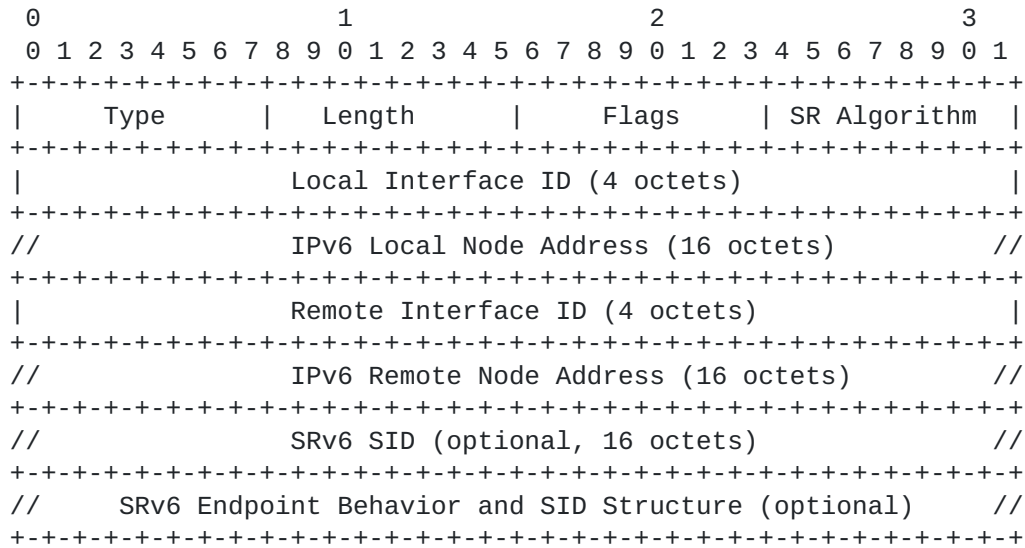 0                   1                   2                   3
 0 1 2 3 4 5 6 7 8 9 0 1 2 3 4 5 6 7 8 9 0 1 2 3 4 5 6 7 8 9 0 1
+-+-+-+-+-+-+-+-+-+-+-+-+-+-+-+-+-+-+-+-+-+-+-+-+-+-+-+-+-+-+-+-+
|     Type      |   Length      |     Flags     | SR Algorithm  |
+-+-+-+-+-+-+-+-+-+-+-+-+-+-+-+-+-+-+-+-+-+-+-+-+-+-+-+-+-+-+-+-+
|                 Local Interface ID (4 octets)                 |
+-+-+-+-+-+-+-+-+-+-+-+-+-+-+-+-+-+-+-+-+-+-+-+-+-+-+-+-+-+-+-+-+
//                IPv6 Local Node Address (16 octets)          //
+-+-+-+-+-+-+-+-+-+-+-+-+-+-+-+-+-+-+-+-+-+-+-+-+-+-+-+-+-+-+-+-+
|                 Remote Interface ID (4 octets)                |
+-+-+-+-+-+-+-+-+-+-+-+-+-+-+-+-+-+-+-+-+-+-+-+-+-+-+-+-+-+-+-+-+
//                IPv6 Remote Node Address (16 octets)         //
+-+-+-+-+-+-+-+-+-+-+-+-+-+-+-+-+-+-+-+-+-+-+-+-+-+-+-+-+-+-+-+-+
//                SRv6 SID (optional, 16 octets)               //
+-+-+-+-+-+-+-+-+-+-+-+-+-+-+-+-+-+-+-+-+-+-+-+-+-+-+-+-+-+-+-+-+
//     SRv6 Endpoint Behavior and SID Structure (optional)     //
+-+-+-+-+-+-+-+-+-+-+-+-+-+-+-+-+-+-+-+-+-+-+-+-+-+-+-+-+-+-+-+-+